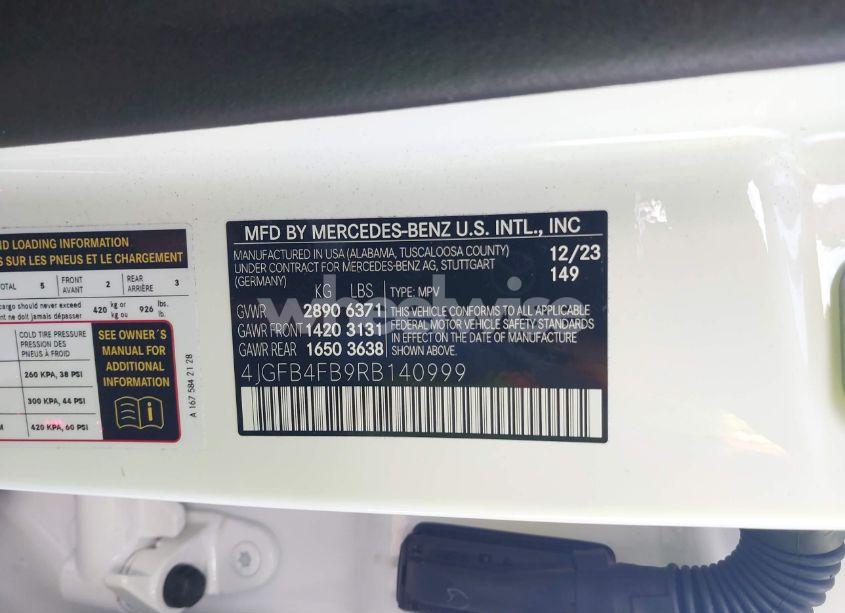 ND LOADING INFORMATION
S SUR LES PNEUS ET LE CHARGEMENT
TOTAL 5 FRONT AVANT 2 REAR ARRIÈRE 3
cargo should never exceed
nt ne doit jamais dépasser 420 kg or kg ou 926 lbs. lb.
COLD TIRE PRESSURE
PRESSION DES
PNEUS À FROID
260 KPA, 38 PSI
300 KPA, 44 PSI
M 420 KPA, 60 PSI
SEE OWNER´S
MANUAL FOR
ADDITIONAL
INFORMATION
A 167 584 21 28
MFD BY MERCEDES-BENZ U.S. INTL., INC
MANUFACTURED IN USA (ALABAMA, TUSCALOOSA COUNTY)
UNDER CONTRACT FOR MERCEDES-BENZ AG, STUTTGART
(GERMANY)
12/23
149
KG LBS
GVWR 2890 6371
GAWR FRONT 1420 3131
GAWR REAR 1650 3638
TYPE: MPV
THIS VEHICLE CONFORMS TO ALL APPLICABLE
FEDERAL MOTOR VEHICLE SAFETY STANDARDS
IN EFFECT ON THE DATE OF MANUFACTURE
SHOWN ABOVE.
4JGFB4FB9RB140999
wheelwise